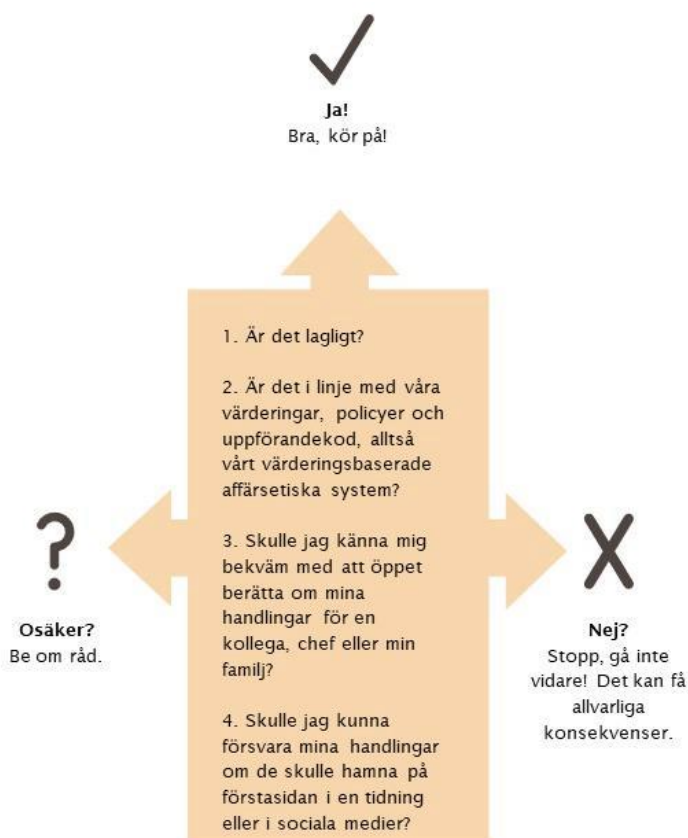 Ja!
Bra, kör på!
1. Är det lagligt?
2. Är det i linje med våra
värderingar, policyer och
uppförandekod, alltså
vårt värderingsbaserade
affärsetiska system?
3. Skulle jag känna mig
bekväm med att öppet
berätta om mina
handlingar för en
kollega, chef eller min
familj?
4. Skulle jag kunna
försvara mina handlingar
om de skulle hamna på
förstasidan i en tidning
eller i sociala medier?
?
Osäker?
Be om råd.
X
Nej?
Stopp, gå inte
vidare! Det kan få
allvarliga
konsekvenser.